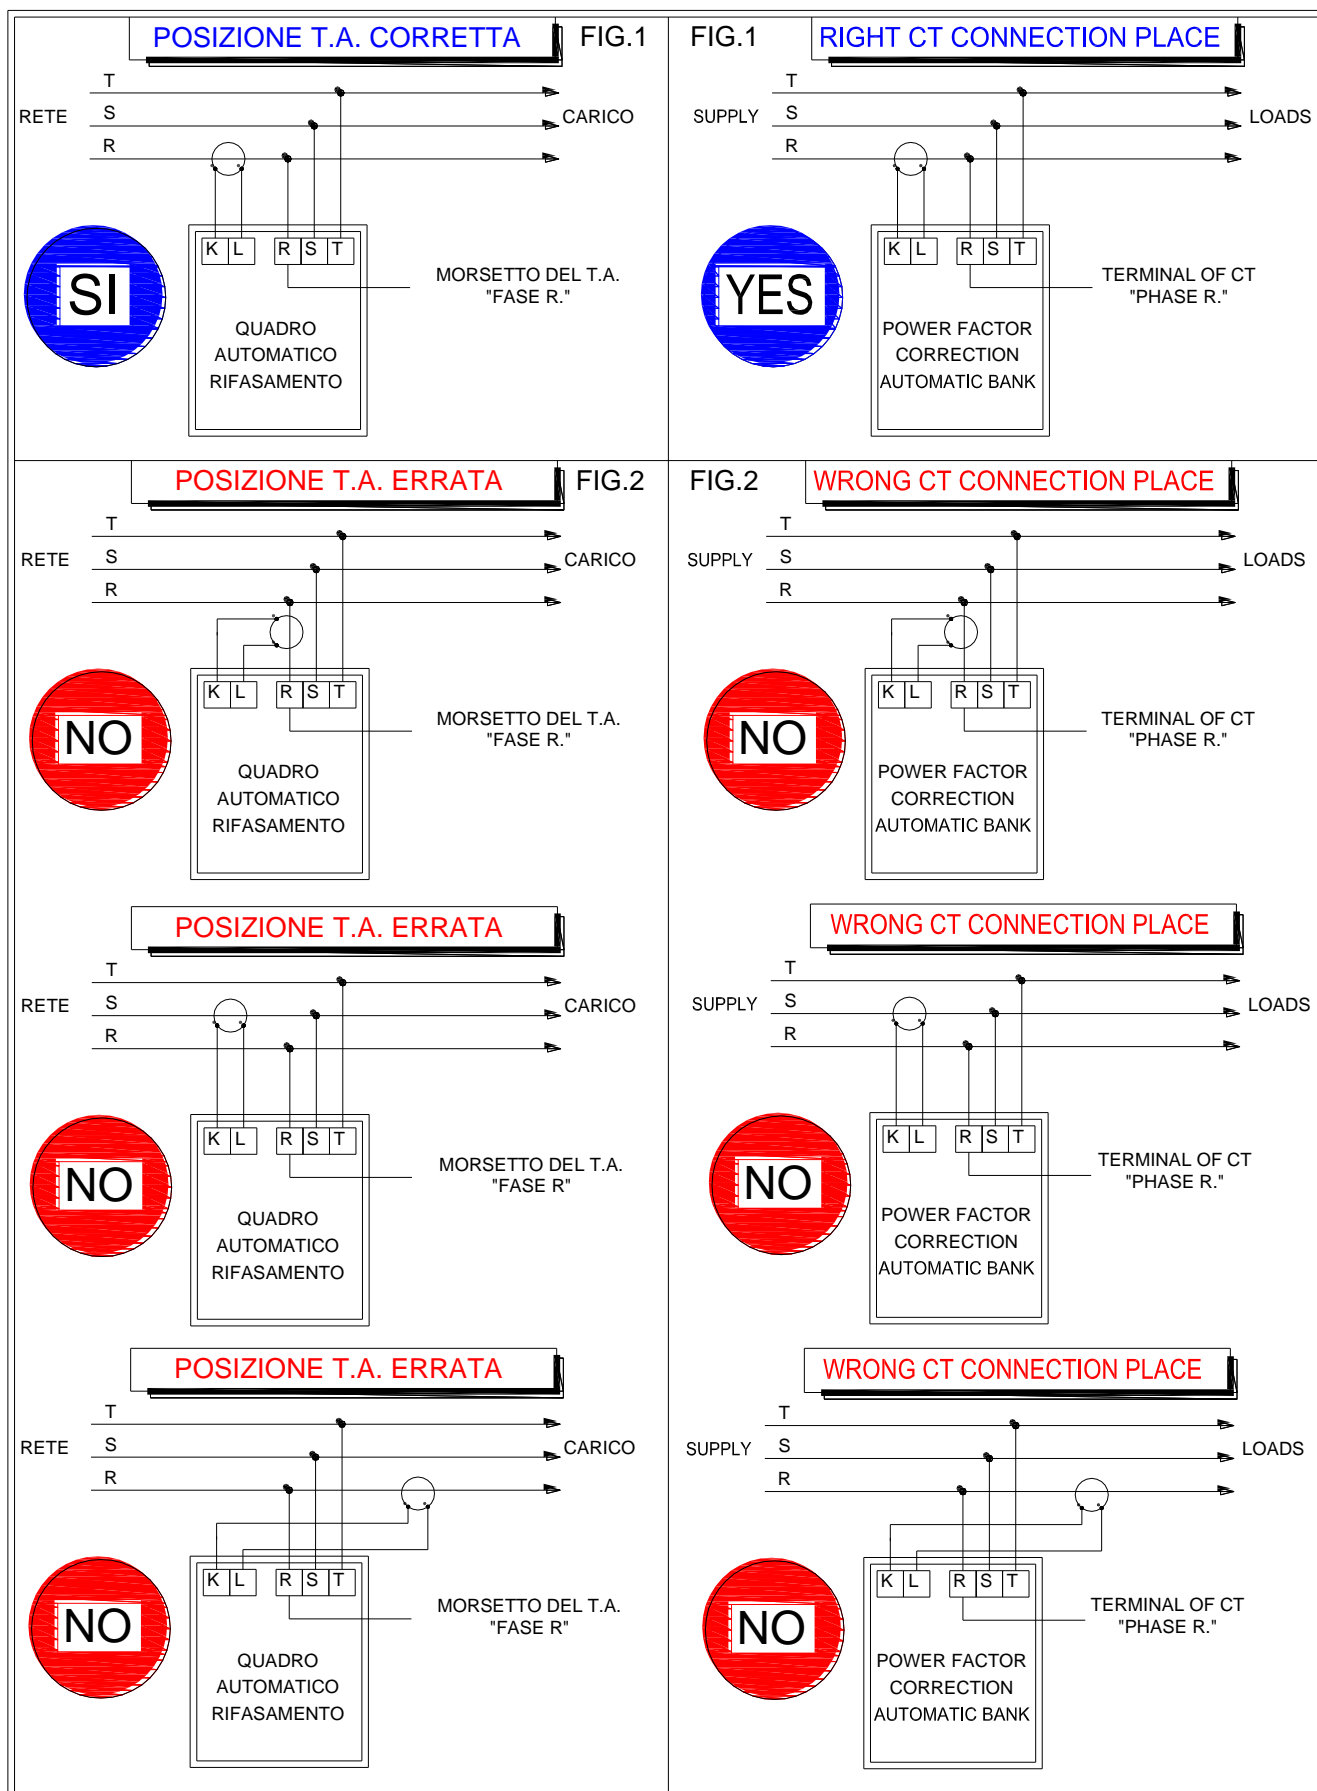 POSIZIONE T.A. CORRETTA
FIG.1
T
RETE
S
CARICO
R
K L R S T
SI
MORSETTO DEL T.A.
"FASE R."
QUADRO
AUTOMATICO
RIFASAMENTO
FIG.1
RIGHT CT CONNECTION PLACE
T
SUPPLY
S
LOADS
R
K L R S T
YES
TERMINAL OF CT
"PHASE R."
POWER FACTOR
CORRECTION
AUTOMATIC BANK
POSIZIONE T.A. ERRATA
FIG.2
T
RETE
S
CARICO
R
K L R S T
NO
MORSETTO DEL T.A.
"FASE R."
QUADRO
AUTOMATICO
RIFASAMENTO
FIG.2
WRONG CT CONNECTION PLACE
T
SUPPLY
S
LOADS
R
K L R S T
NO
TERMINAL OF CT
"PHASE R."
POWER FACTOR
CORRECTION
AUTOMATIC BANK
POSIZIONE T.A. ERRATA
T
RETE
S
CARICO
R
K L R S T
NO
MORSETTO DEL T.A.
"FASE R"
QUADRO
AUTOMATICO
RIFASAMENTO
WRONG CT CONNECTION PLACE
T
SUPPLY
S
LOADS
R
K L R S T
NO
TERMINAL OF CT
"PHASE R."
POWER FACTOR
CORRECTION
AUTOMATIC BANK
POSIZIONE T.A. ERRATA
T
RETE
S
CARICO
R
K L R S T
NO
MORSETTO DEL T.A.
"FASE R"
QUADRO
AUTOMATICO
RIFASAMENTO
WRONG CT CONNECTION PLACE
T
SUPPLY
S
LOADS
R
K L R S T
NO
TERMINAL OF CT
"PHASE R."
POWER FACTOR
CORRECTION
AUTOMATIC BANK